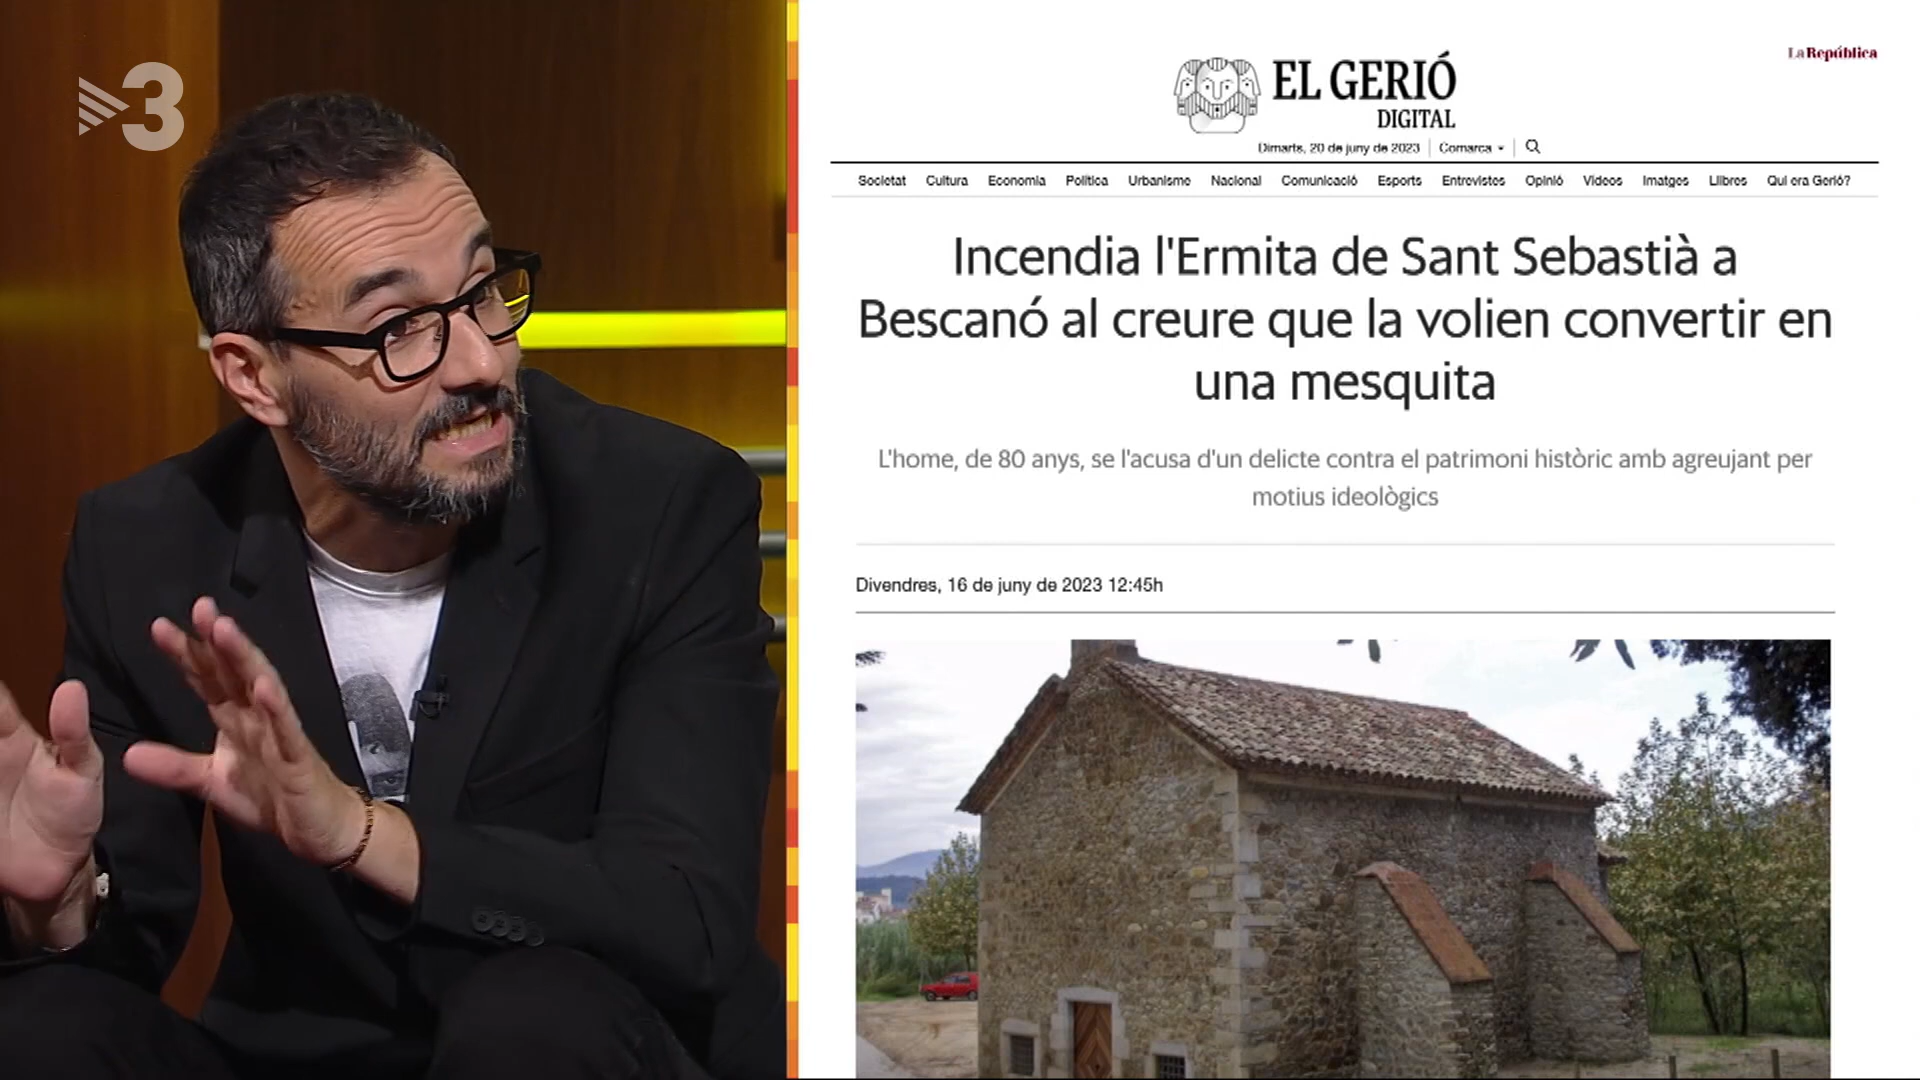 3
LaRepública
EL GERIÓ
DIGITAL
Dimarts, 20 de juny de 2023 Comarca
Societat Cultura Economia Política Urbanisme Nacional Comunicació Esports Entrevistes Opinió Vídeos Imatges Llibres Qui era Gerió?
Incendia l'Ermita de Sant Sebastià a
Bescanó al creure que la volien convertir en
una mesquita
L'home, de 80 anys, se l'acusa d'un delicte contra el patrimoni històric amb agreujant per
motius ideològics
Divendres, 16 de juny de 2023 12:45h